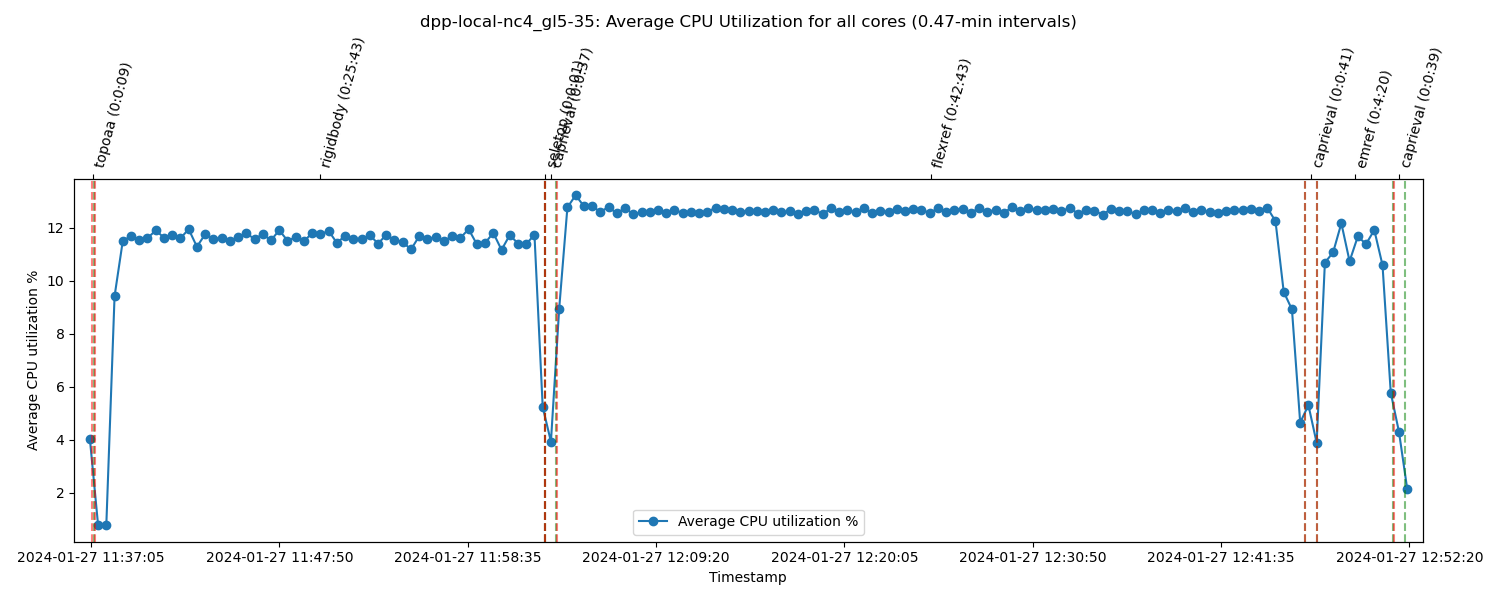 dpp-local-nc4_gl5-35: Average CPU Utilization for all cores (0.47-min intervals)
topoaa (0:0:09)
rigidbody (0:25:43)
seletop (0:0:01)
caprieval (0:0:37)
flexref (0:42:43)
caprieval (0:0:41)
emref (0:4:20)
caprieval (0:0:39)
Average CPU utilization %
12
10
8
6
4
2
Average CPU utilization %
2024-01-27 11:37:05
2024-01-27 11:47:50
2024-01-27 11:58:35
2024-01-27 12:09:20
2024-01-27 12:20:05
2024-01-27 12:30:50
2024-01-27 12:41:35
2024-01-27 12:52:20
Timestamp